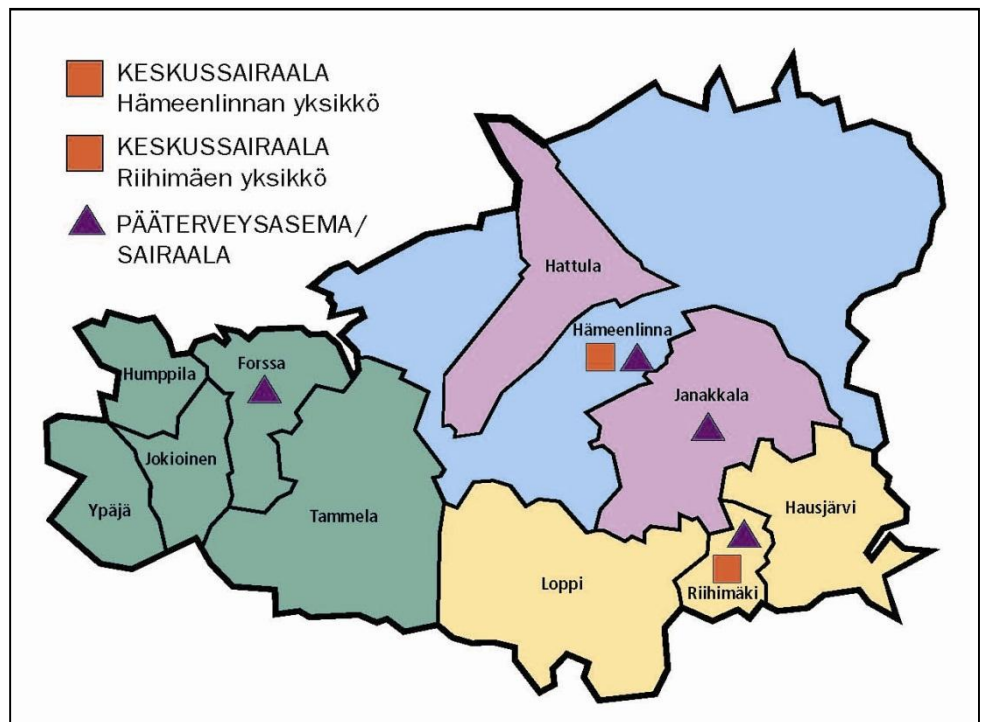 KESKUSSAIRAALA
Hämeenlinnan yksikkö
KESKUSSAIRAALA
Riihimäen yksikkö
PÄÄTERVEYSASEMA/
SAIRAALA
Hattula
Hämeenlinna
Humppila
Forssa
Janakkala
Jokioinen
Ypäjä
Tammela
Hausjärvi
Loppi
Riihimäki